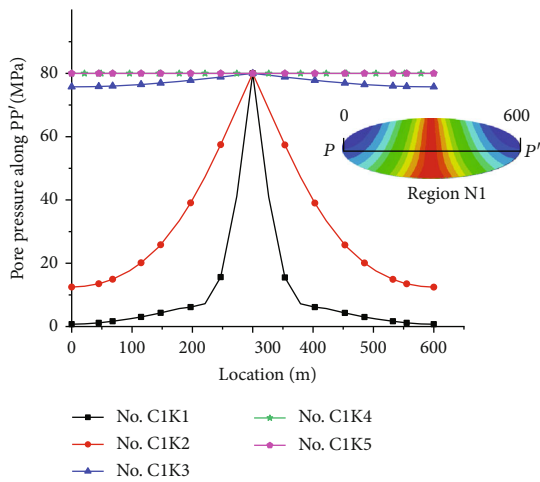 Pore pressure along PP′ (MPa)
80
60
40
20
0
0 100 200 300 400 500 600
Location (m)
0 600
P P′
Region N1
No. C1K1 No. C1K4
No. C1K2 No. C1K5
No. C1K3